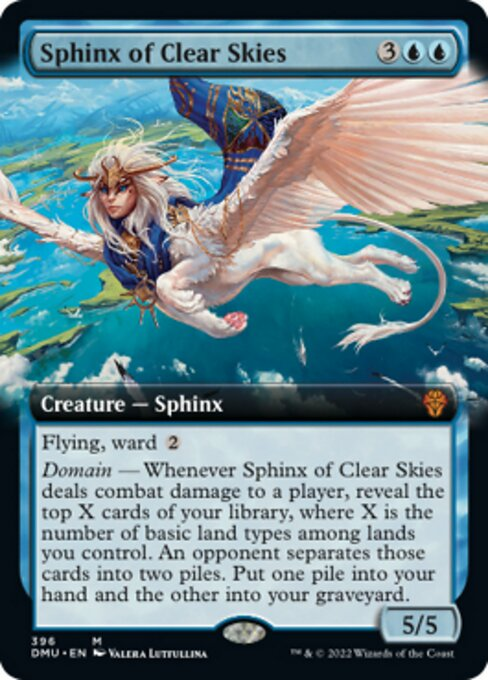 Sphinx of Clear Skies 3
Creature — Sphinx
Flying, ward 2
Domain — Whenever Sphinx of Clear Skies
deals combat damage to a player, reveal the
top X cards of your library, where X is the
number of basic land types among lands
you control. An opponent separates those
cards into two piles. Put one pile into your
hand and the other into your graveyard.
5/5
396 M
DMU • EN VALERA LUTFULLINA
™ & © 2022 Wizards of the Coast